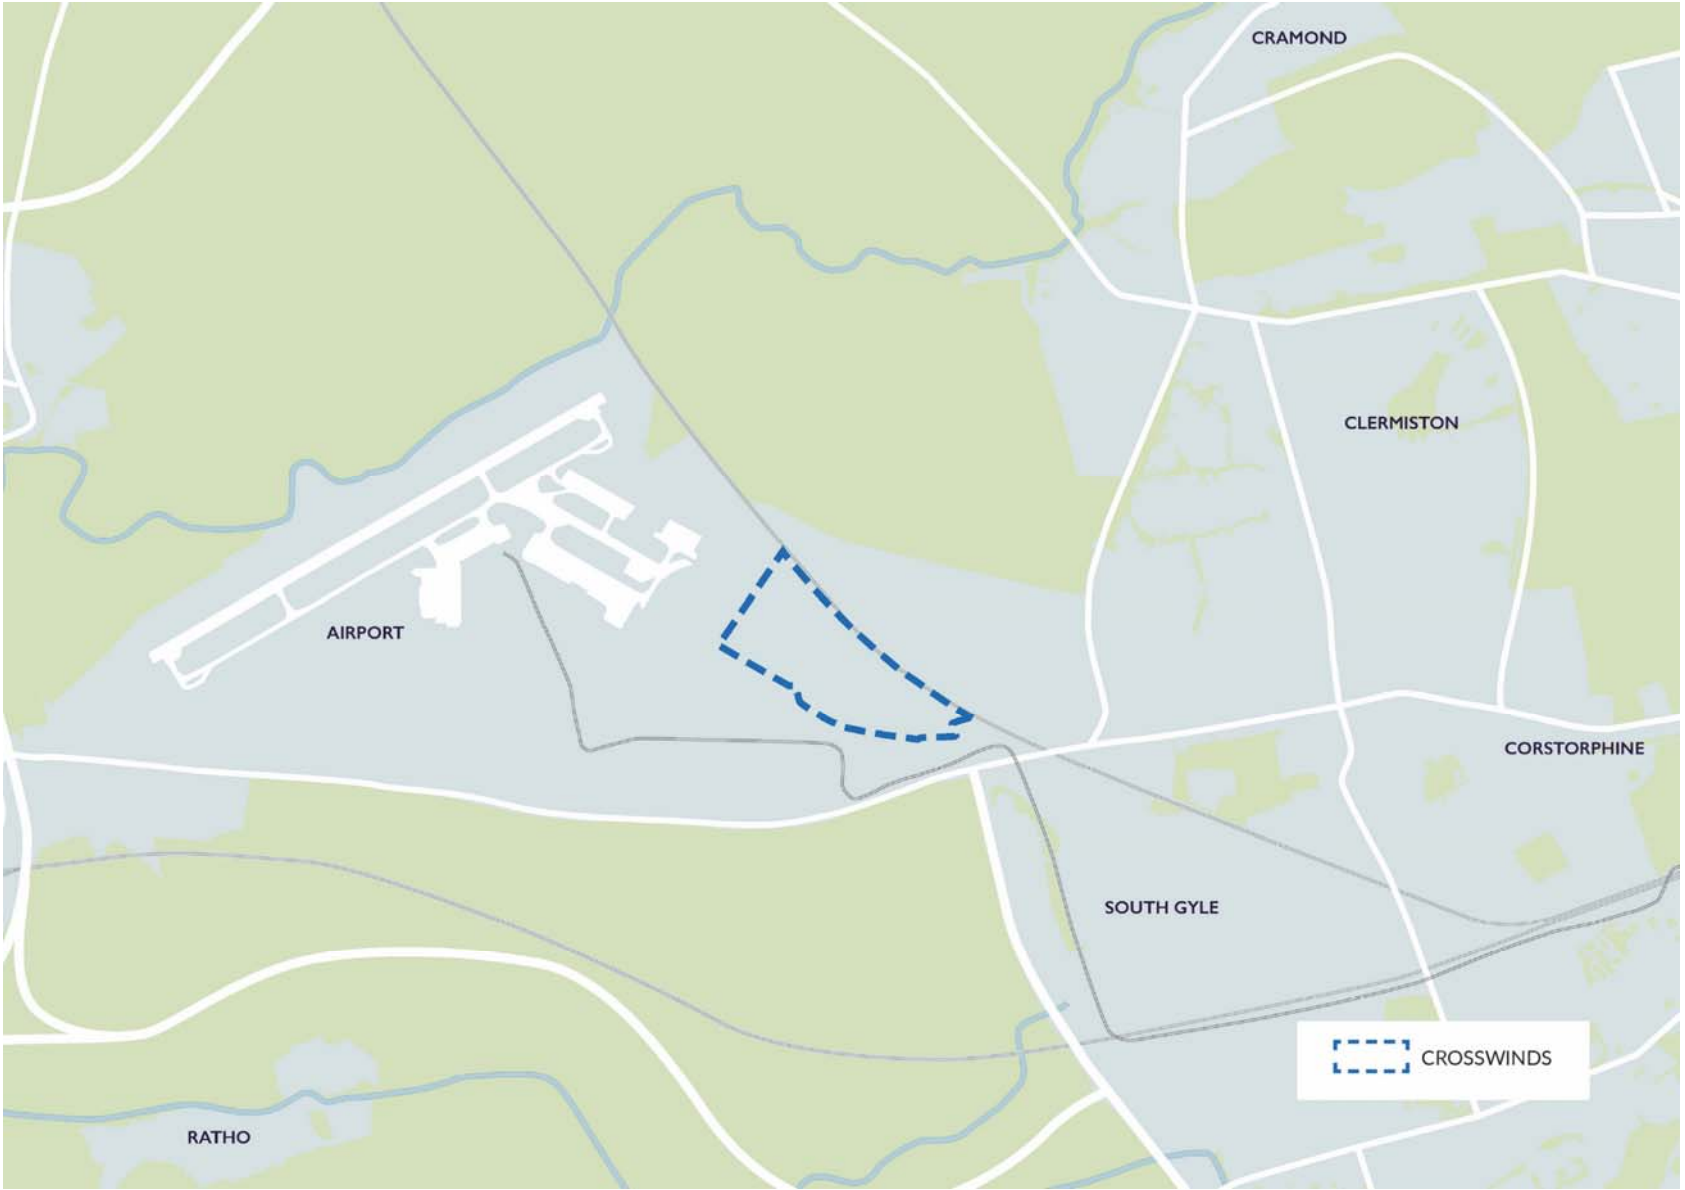 CRAMOND
CLERMISTON
AIRPORT
CORSTORPHINE
SOUTH GYLE
CROSSWINDS
RATHO